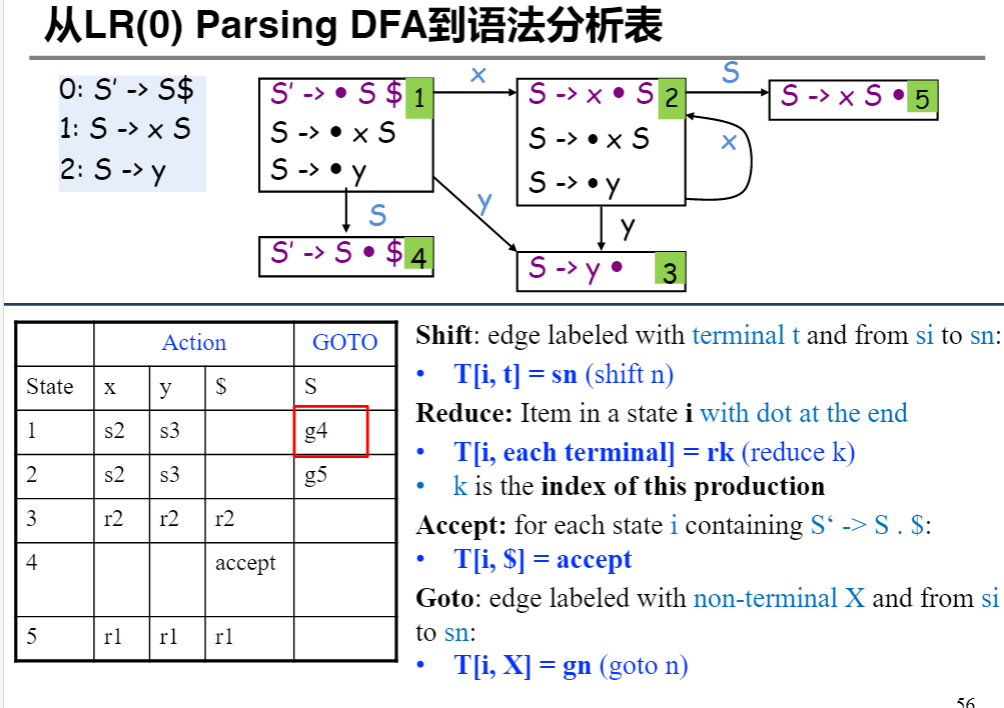 从LR(0) Parsing DFA到语法分析表
0: S' -> S$
1: S -> x S
2: S -> y
S' -> • S $ 1
S -> • x S
S -> • y
x
S -> x • S 2
S -> • x S
S -> • y
S
S -> x S • 5
x
S
y
y
S' -> S • $ 4
S -> y • 3
Action GOTO
State x y $ S
1 s2 s3 g4
2 s2 s3 g5
3 r2 r2 r2
4 accept
5 r1 r1 r1
Shift: edge labeled with terminal t and from si to sn:
• T[i, t] = sn (shift n)
Reduce: Item in a state i with dot at the end
• T[i, each terminal] = rk (reduce k)
• k is the index of this production
Accept: for each state i containing S‘ -> S . $:
• T[i, $] = accept
Goto: edge labeled with non-terminal X and from si
to sn:
• T[i, X] = gn (goto n)
56